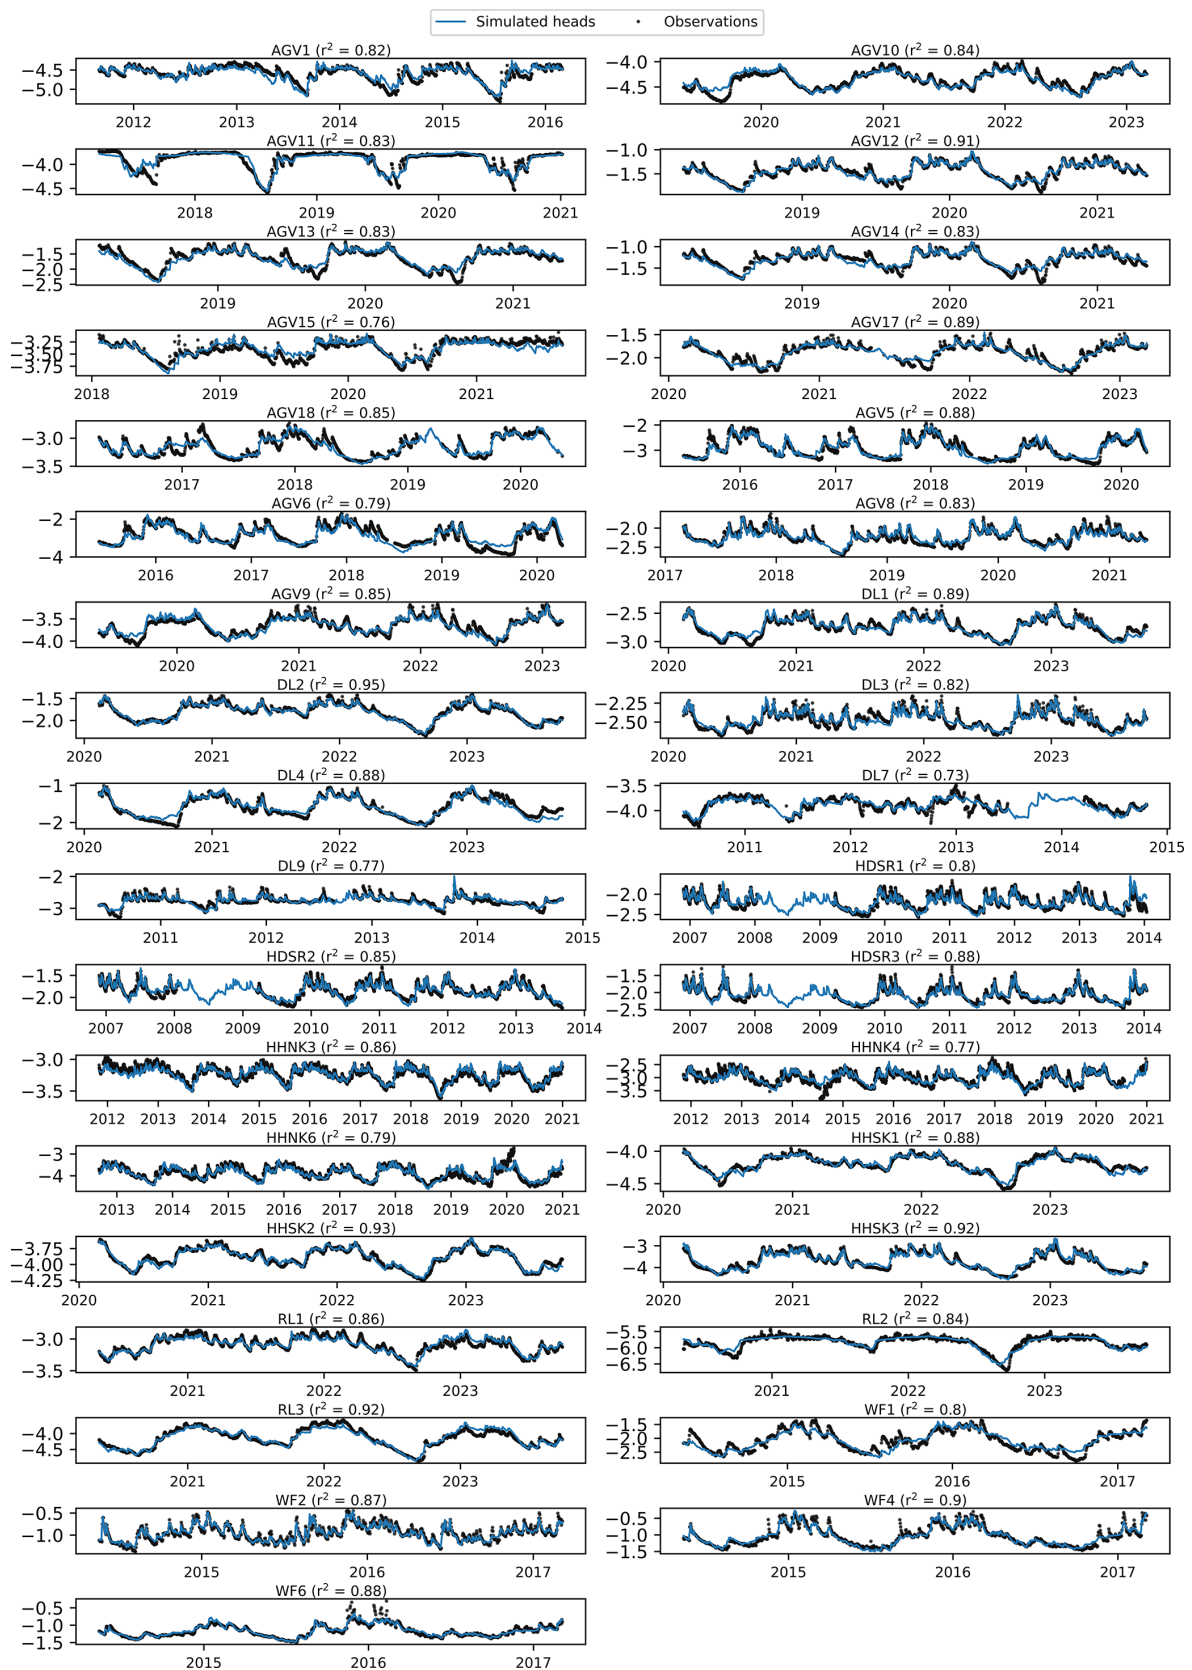 Simulated heads Observations
AGV1 (r² = 0.82) AGV10 (r² = 0.84)
−4.5 −4.0
−5.0 −4.5
2012 2013 2014 2015 2016 2020 2021 2022 2023
AGV11 (r² = 0.83) AGV12 (r² = 0.91)
−4.0 −1.0
−4.5 −1.5
2018 2019 2020 2021 2019 2020 2021
AGV13 (r² = 0.83) AGV14 (r² = 0.83)
−1.5 −1.0
−2.0 −1.5
−2.5
2019 2020 2021 2019 2020 2021
AGV15 (r² = 0.76) AGV17 (r² = 0.89)
−3.25 −1.5
−3.50 −2.0
−3.75
2018 2019 2020 2021 2020 2021 2022 2023
AGV18 (r² = 0.85) AGV5 (r² = 0.88)
−3.0 −2
−3.5 −3
2017 2018 2019 2020 2016 2017 2018 2019 2020
AGV6 (r² = 0.79) AGV8 (r² = 0.83)
−2 −2.0
−4 −2.5
2016 2017 2018 2019 2020 2017 2018 2019 2020 2021
AGV9 (r² = 0.85) DL1 (r² = 0.89)
−3.5 −2.5
−4.0 −3.0
2020 2021 2022 2023 2020 2021 2022 2023
DL2 (r² = 0.95) DL3 (r² = 0.82)
−1.5 −2.25
−2.0 −2.50
2020 2021 2022 2023 2020 2021 2022 2023
DL4 (r² = 0.88) DL7 (r² = 0.73)
−1 −3.5
−2 −4.0
2020 2021 2022 2023 2011 2012 2013 2014 2015
DL9 (r² = 0.77) HDSR1 (r² = 0.8)
−2 −2.0
−3 −2.5
2011 2012 2013 2014 2015 2007 2008 2009 2010 2011 2012 2013 2014
HDSR2 (r² = 0.85) HDSR3 (r² = 0.88)
−1.5 −1.5
−2.0 −2.0
−2.5
2007 2008 2009 2010 2011 2012 2013 2014 2007 2008 2009 2010 2011 2012 2013 2014
HHNK3 (r² = 0.86) HHNK4 (r² = 0.77)
−3.0 −2.5
−3.5 −3.0
−3.5
2012 2013 2014 2015 2016 2017 2018 2019 2020 2021 2012 2013 2014 2015 2016 2017 2018 2019 2020 2021
HHNK6 (r² = 0.79) HHSK1 (r² = 0.88)
−3 −4.0
−4 −4.5
2013 2014 2015 2016 2017 2018 2019 2020 2021 2020 2021 2022 2023
HHSK2 (r² = 0.93) HHSK3 (r² = 0.92)
−3.75 −3
−4.00 −4
−4.25
2020 2021 2022 2023 2020 2021 2022 2023
RL1 (r² = 0.86) RL2 (r² = 0.84)
−3.0 −5.5
−3.5 −6.0
−6.5
2021 2022 2023 2021 2022 2023
RL3 (r² = 0.92) WF1 (r² = 0.8)
−4.0 −1.5
−4.5 −2.0
−2.5
2021 2022 2023 2015 2016 2017
WF2 (r² = 0.87) WF4 (r² = 0.9)
−0.5 −0.5
−1.0 −1.0
−1.5
2015 2016 2017 2015 2016 2017
WF6 (r² = 0.88)
−0.5
−1.0
−1.5
2015 2016 2017